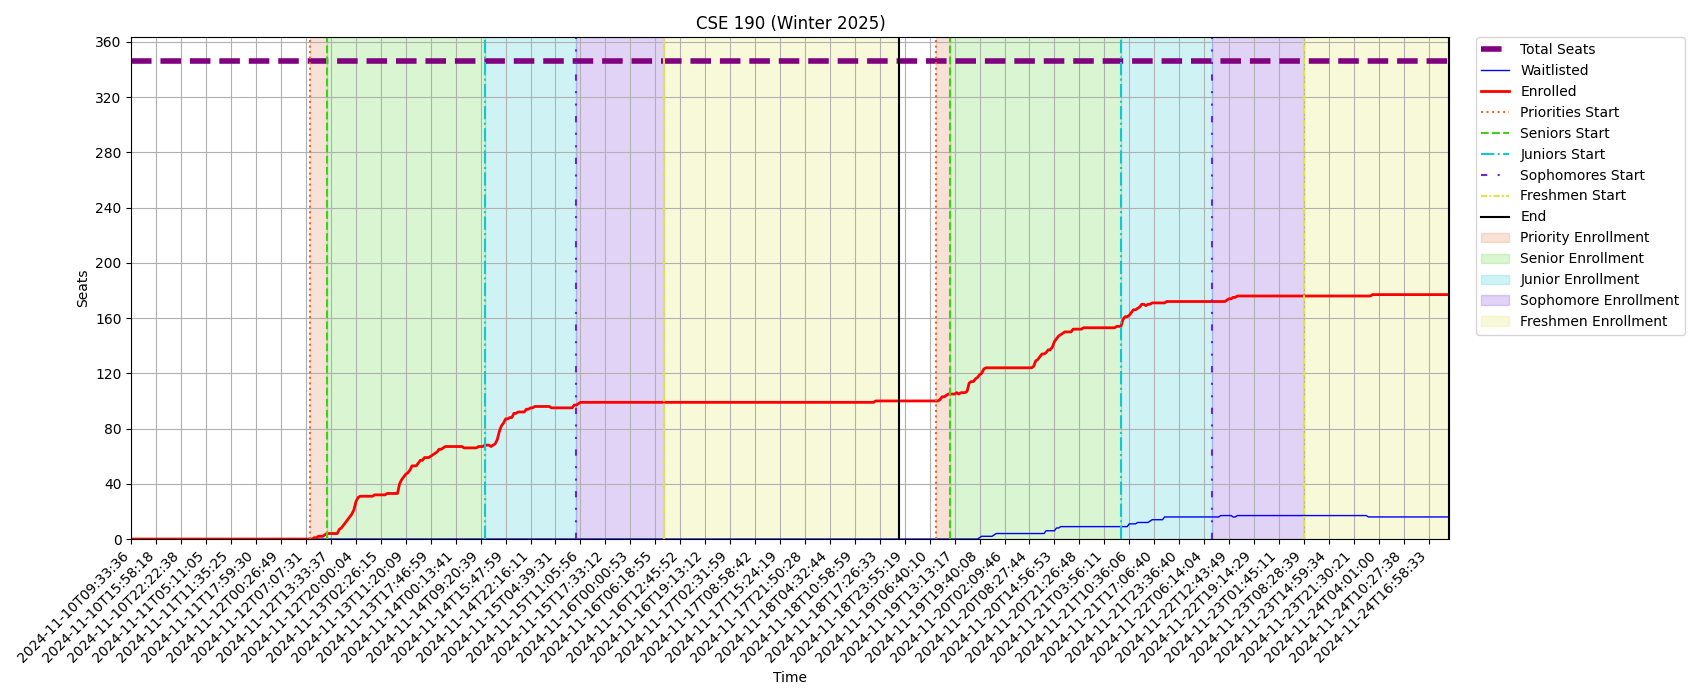 CSE 190 (Winter 2025)
Seats
360
320
280
240
200
160
120
80
40
0
2024-11-10T09:33:36
2024-11-10T15:58:18
2024-11-10T22:22:38
2024-11-11T05:11:05
2024-11-11T11:35:25
2024-11-11T17:59:30
2024-11-12T00:26:49
2024-11-12T07:07:31
2024-11-12T13:33:37
2024-11-12T20:00:04
2024-11-13T02:26:15
2024-11-13T11:20:09
2024-11-13T17:46:59
2024-11-14T00:13:41
2024-11-14T09:20:39
2024-11-14T15:47:59
2024-11-14T22:16:11
2024-11-15T04:39:31
2024-11-15T11:05:56
2024-11-15T17:33:12
2024-11-16T00:00:53
2024-11-16T06:18:55
2024-11-16T12:45:52
2024-11-16T19:13:12
2024-11-17T02:31:59
2024-11-17T08:58:42
2024-11-17T15:24:19
2024-11-17T21:50:28
2024-11-18T04:32:44
2024-11-18T10:58:59
2024-11-18T17:26:33
2024-11-18T23:55:19
2024-11-19T06:40:10
2024-11-19T13:13:17
2024-11-19T19:40:08
2024-11-20T02:09:46
2024-11-20T08:27:44
2024-11-20T14:56:53
2024-11-20T21:26:48
2024-11-21T03:56:11
2024-11-21T10:36:06
2024-11-21T17:06:40
2024-11-21T23:36:40
2024-11-22T06:14:04
2024-11-22T12:43:49
2024-11-22T19:14:29
2024-11-23T01:45:11
2024-11-23T08:28:39
2024-11-23T14:59:34
2024-11-23T21:30:21
2024-11-24T04:01:00
2024-11-24T10:27:38
2024-11-24T16:58:33
Time
Total Seats
Waitlisted
Enrolled
Priorities Start
Seniors Start
Juniors Start
Sophomores Start
Freshmen Start
End
Priority Enrollment
Senior Enrollment
Junior Enrollment
Sophomore Enrollment
Freshmen Enrollment